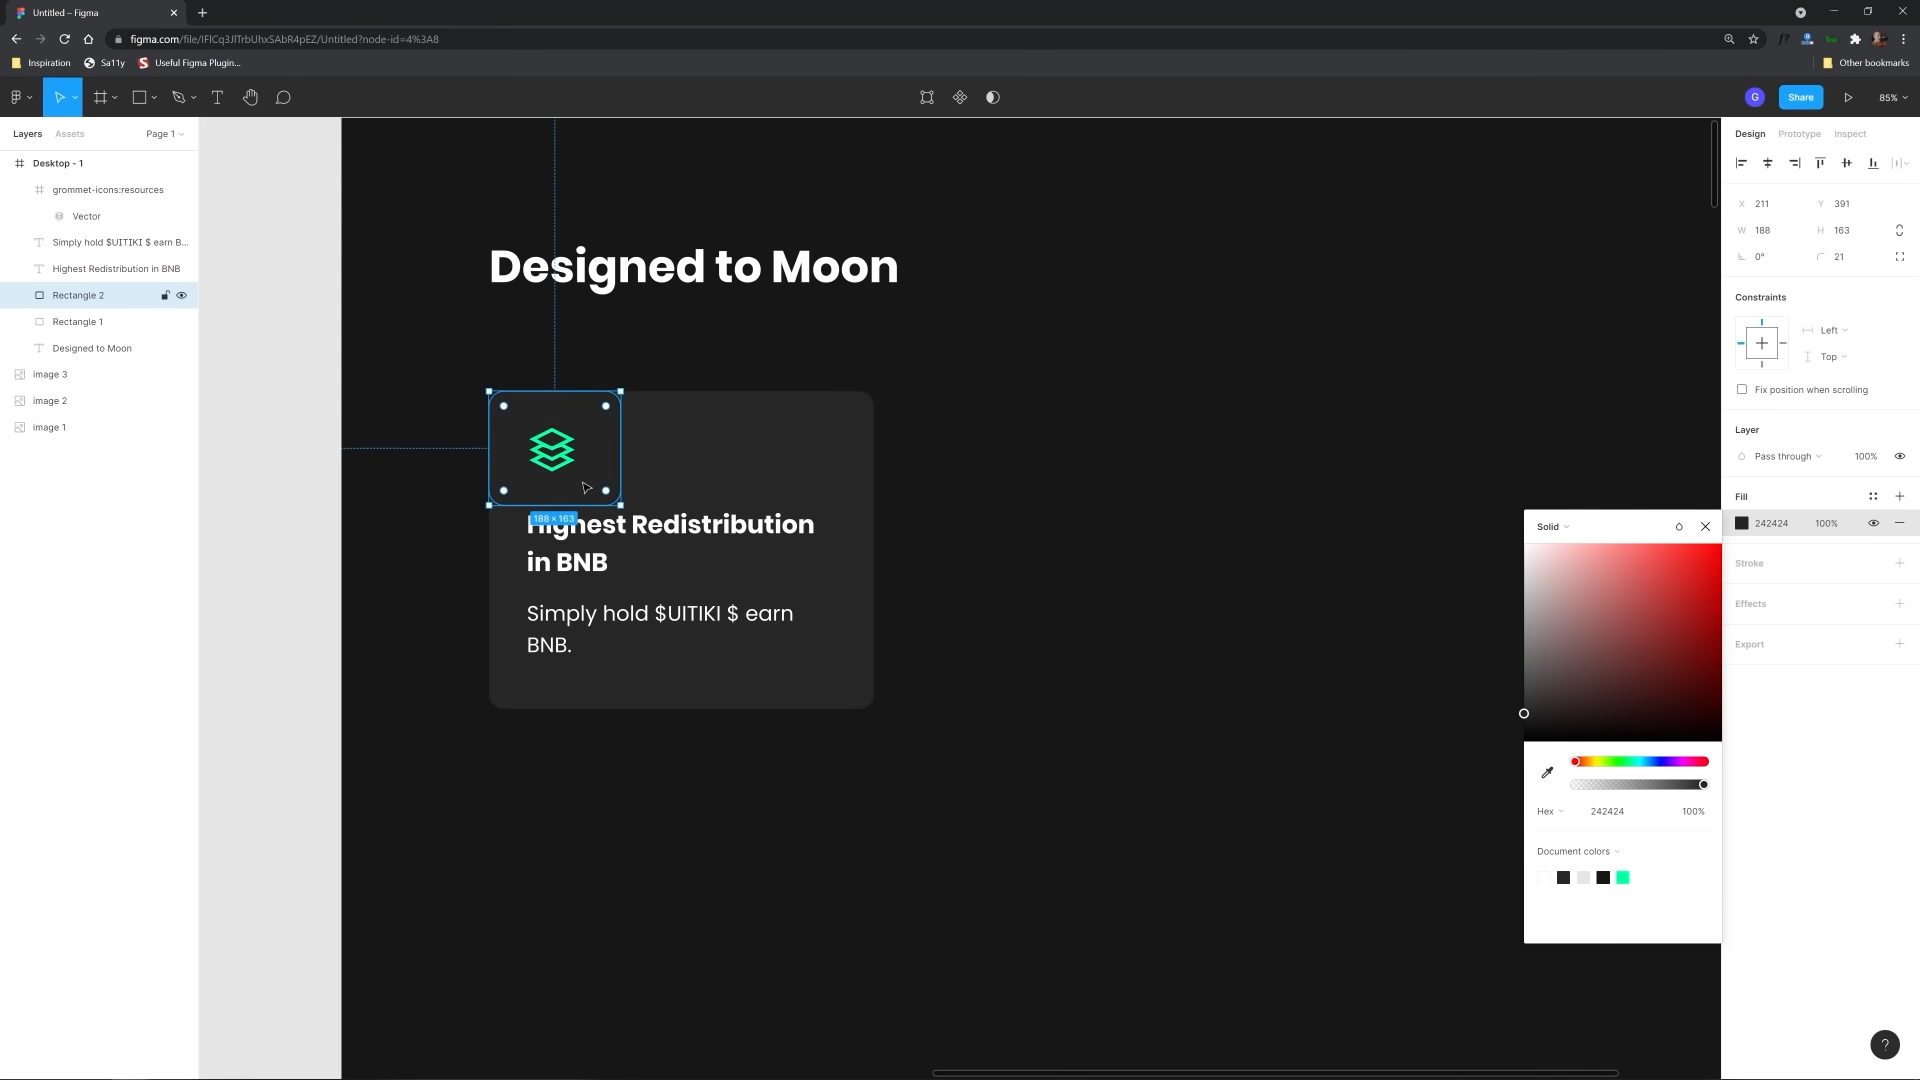 Untitled – Figma
figma.com/file/IFlCq3JlTrbUhxSAbR4pEZ/Untitled?node-id=4%3A8
Inspiration
Sa11y
Useful Figma Plugin...
Other bookmarks
G
Share
85%
Layers
Assets
Page 1
Design
Prototype
Inspect
Desktop - 1
grommet-icons:resources
Vector
Simply hold $UITIKI $ earn B...
Highest Redistribution in BNB
Rectangle 2
Rectangle 1
Designed to Moon
image 3
image 2
image 1
Designed to Moon
188 × 163
Highest Redistribution
in BNB
Simply hold $UITIKI $ earn
BNB.
X 211
Y 391
W 188
H 163
0°
21
Constraints
Left
Top
Fix position when scrolling
Layer
Pass through
100%
Fill
242424
100%
Stroke
Effects
Export
Solid
Hex
242424
100%
Document colors
?